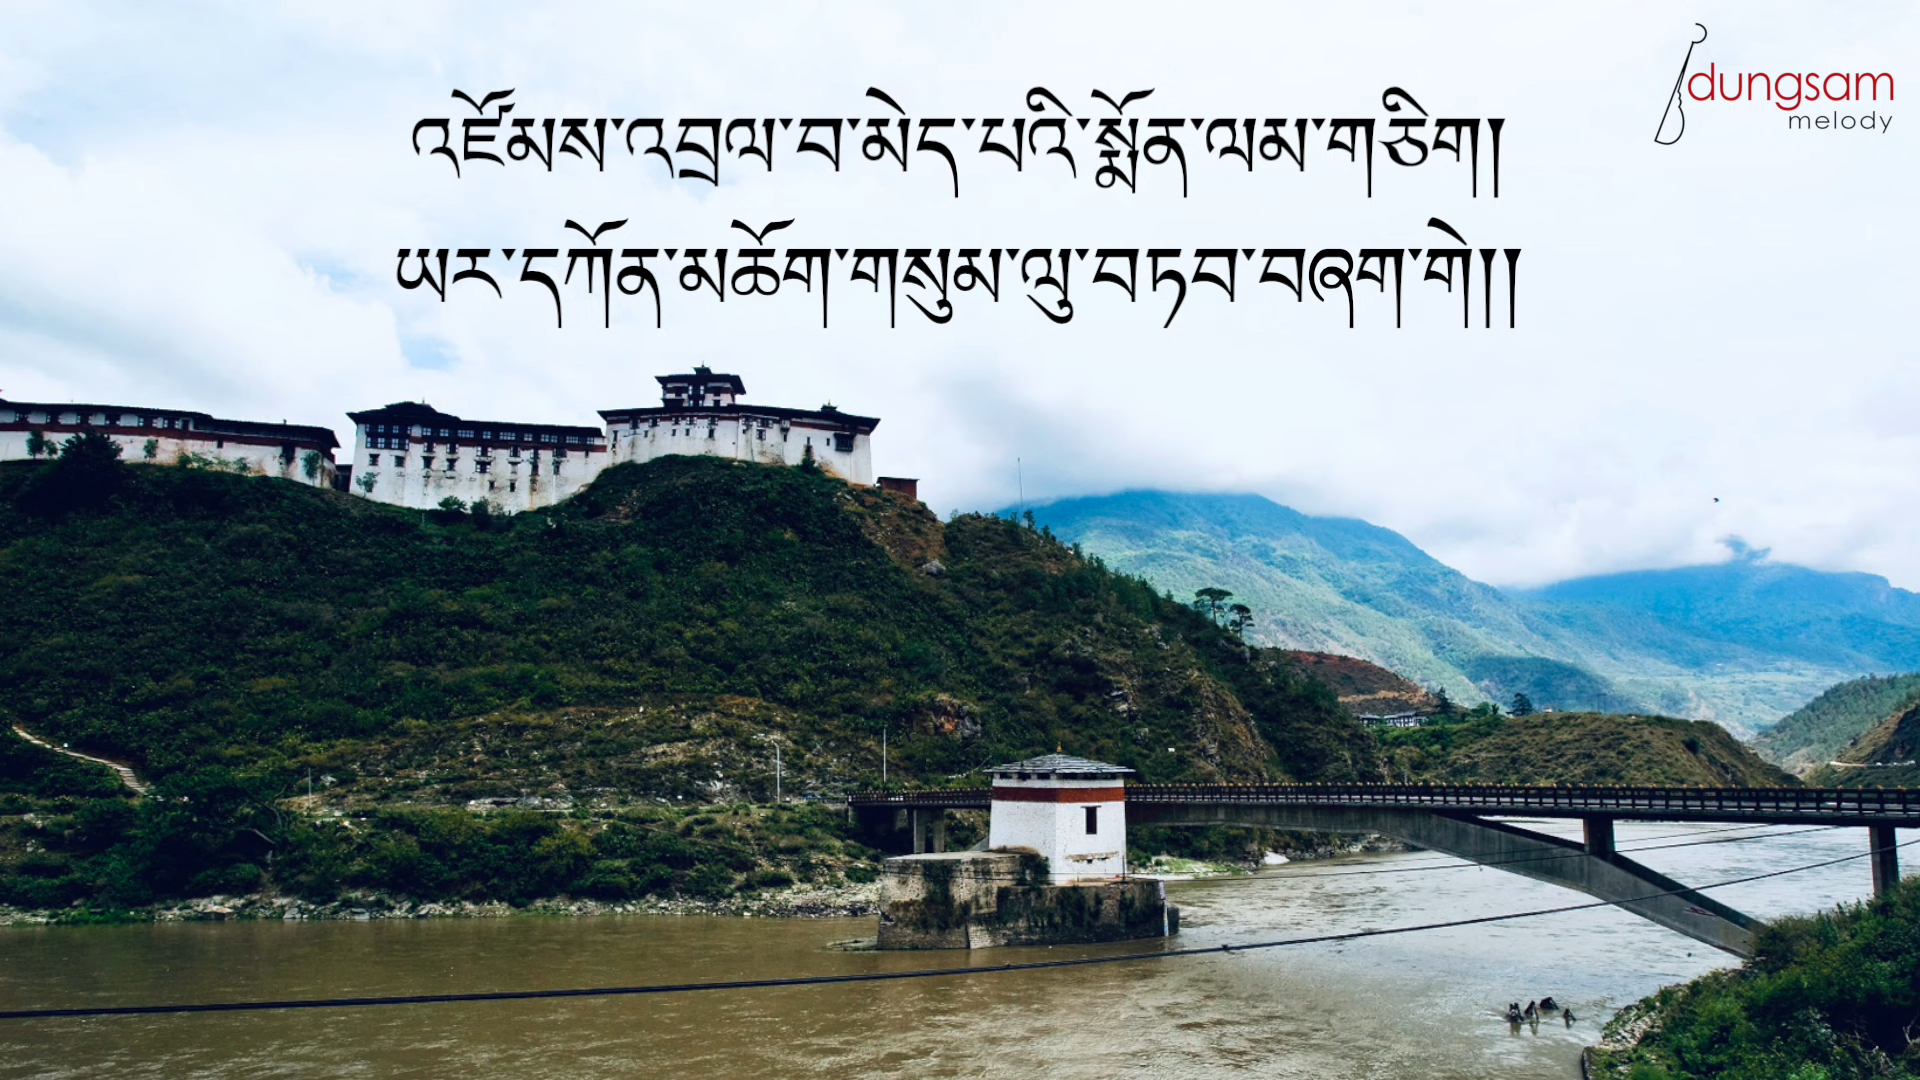 འཛོམས་འབྲལ་བ་མེད་པའི་སྨོན་ལམ་གཅིག།
ཡར་དཀོན་མཆོག་གསུམ་ལུ་བཏབ་བཞག་གེ།།
dungsam
melody